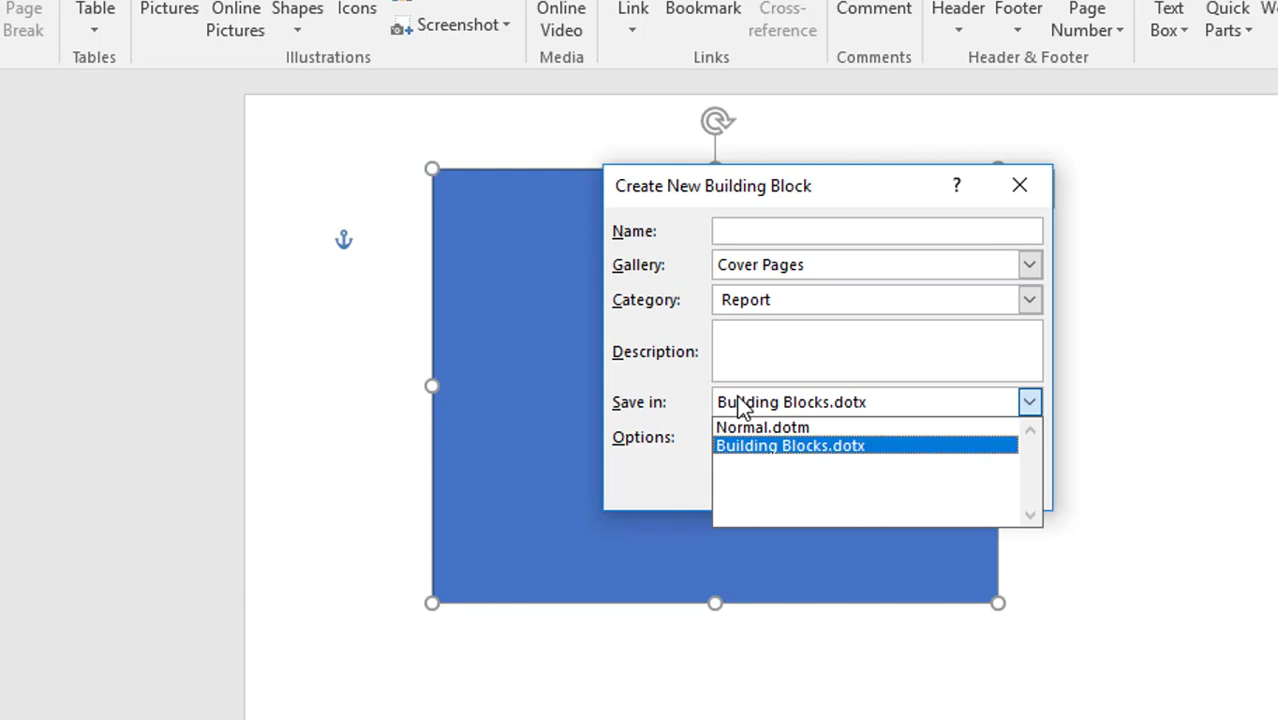 Page
Break
Table
Tables
Pictures
Online
Pictures
Shapes
Icons
Screenshot
Illustrations
Online
Video
Media
Link
Bookmark
Cross-
reference
Links
Comment
Comments
Header
Footer
Page
Number
Header & Footer
Text
Box
Quick
Parts
Create New Building Block
?
Name:
Gallery:
Cover Pages
Category:
Report
Description:
Save in:
Building Blocks.dotx
Normal.dotm
Building Blocks.dotx
Options: